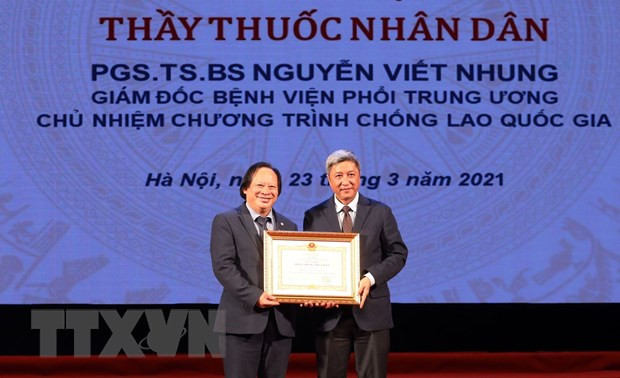 THẦY THUỐC NHÂN DÂN
PGS.TS.BS NGUYỄN VIẾT NHUNG
GIÁM ĐỐC BỆNH VIỆN PHỔI TRUNG ƯƠNG
CHỦ NHIỆM CHƯƠNG TRÌNH CHỐNG LAO QUỐC GIA
Hà Nội, 23 tháng 3 năm 2021
TTXVN